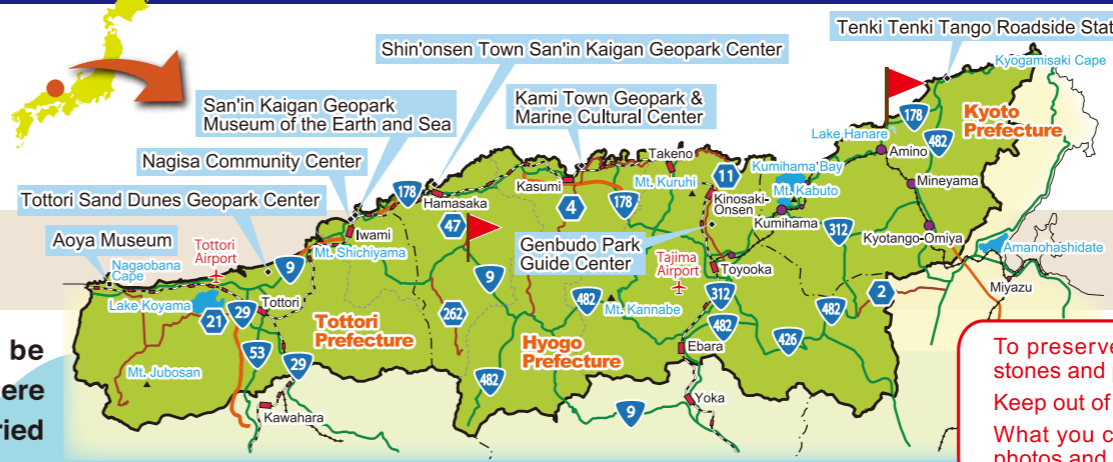 Tenki Tenki Tango Roadside Stat
Shin'onsen Town San'in Kaigan Geopark Center
Kyogamisaki Cape
San'in Kaigan Geopark
Museum of the Earth and Sea
Kami Town Geopark &
Marine Cultural Center
178
Kyoto
Prefecture
482
Lake Hanare
Amino
Nagisa Community Center
Takeno
Kumihama Bay
11
Mt. Kuruhi
Mt. Kabuto
Mineyama
Kasumi
178
Hamasaka
4
178
Kinosaki-
Onsen
Tottori Sand Dunes Geopark Center
47
Kumihama
312
Iwami
Kyotango-Omiya
Aoya Museum
Tottori
Airport
Mt. Shichiyama
Genbudo Park
Guide Center
Tajima
Airport
Amanohashidate
Nagaobana
Cape
9
9
Toyooka
Miyazu
Lake Koyama
Tottori
482
Mt. Kannabe
312
2
21
29
262
482
482
Tottori
Prefecture
Hyogo
Prefecture
426
Ebara
53
29
Mt. Jubosan
482
Yoka
Kawahara
9
be
ere
ried
To preserve
stones and p
Keep out of
What you c
photos and